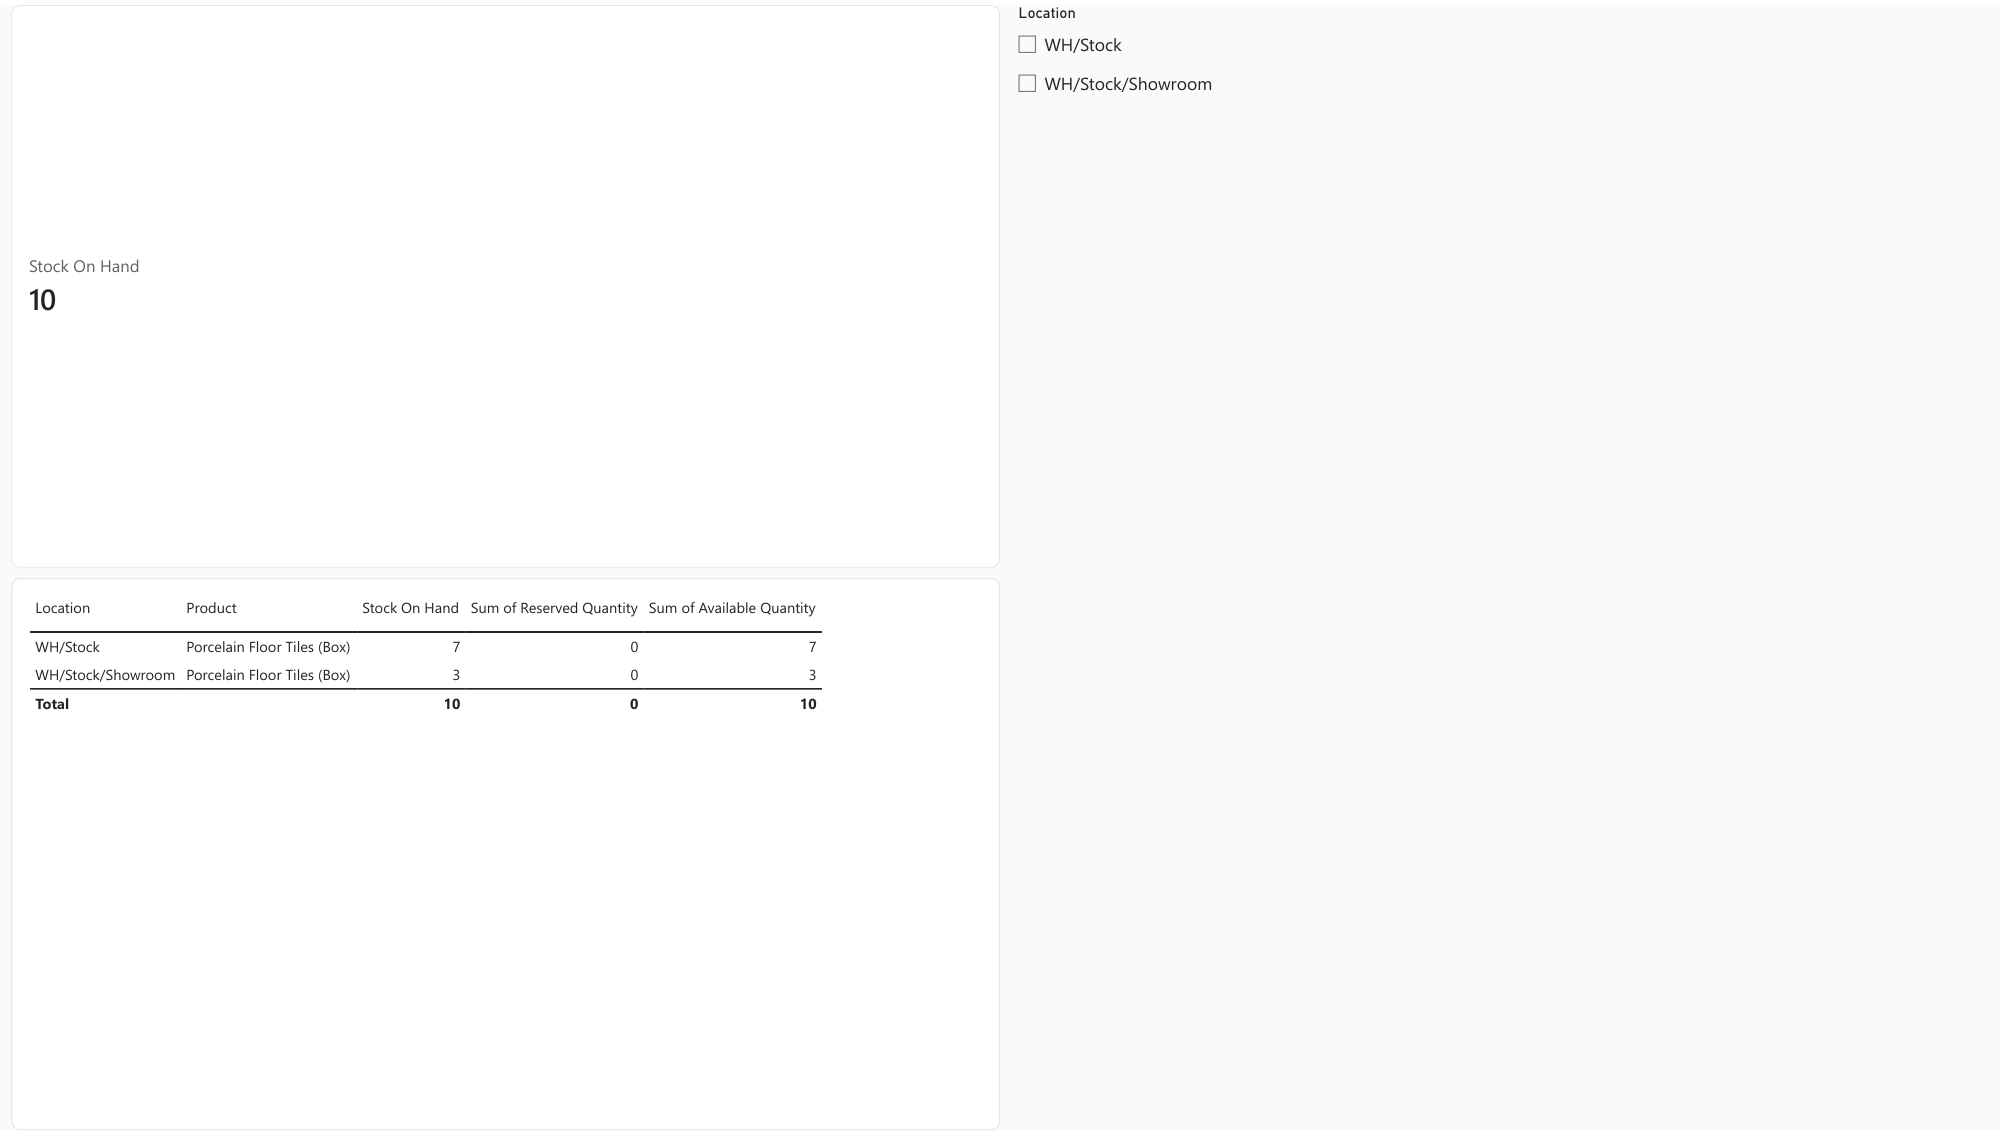 Location
WH/Stock
WH/Stock/Showroom
Stock On Hand
10
Location Product Stock On Hand Sum of Reserved Quantity Sum of Available Quantity
WH/Stock Porcelain Floor Tiles (Box) 7 0 7
WH/Stock/Showroom Porcelain Floor Tiles (Box) 3 0 3
Total 10 0 10